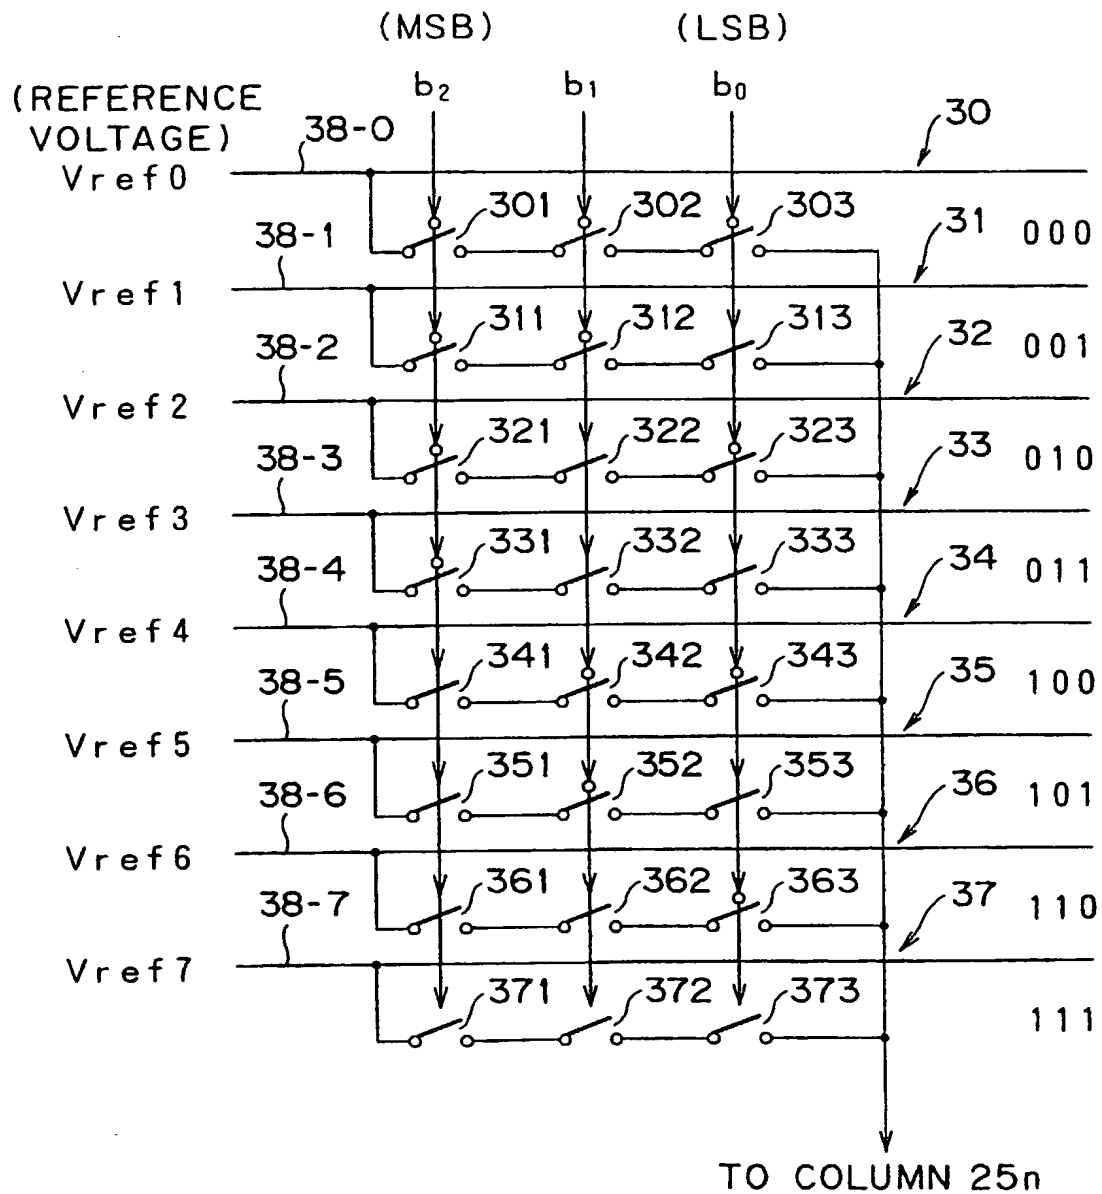 (MSB) (LSB)
b2 b1 b0
(REFERENCE
VOLTAGE)
38-0 30
Vref0
301 302 303
38-1 31 000
Vref1
311 312 313
38-2 32 001
Vref2
321 322 323
38-3 33 010
Vref3
331 332 333
38-4 34 011
Vref4
341 342 343
38-5 35 100
Vref5
351 352 353
38-6 36 101
Vref6
361 362 363
38-7 37 110
Vref7
371 372 373
111
TO COLUMN 25n